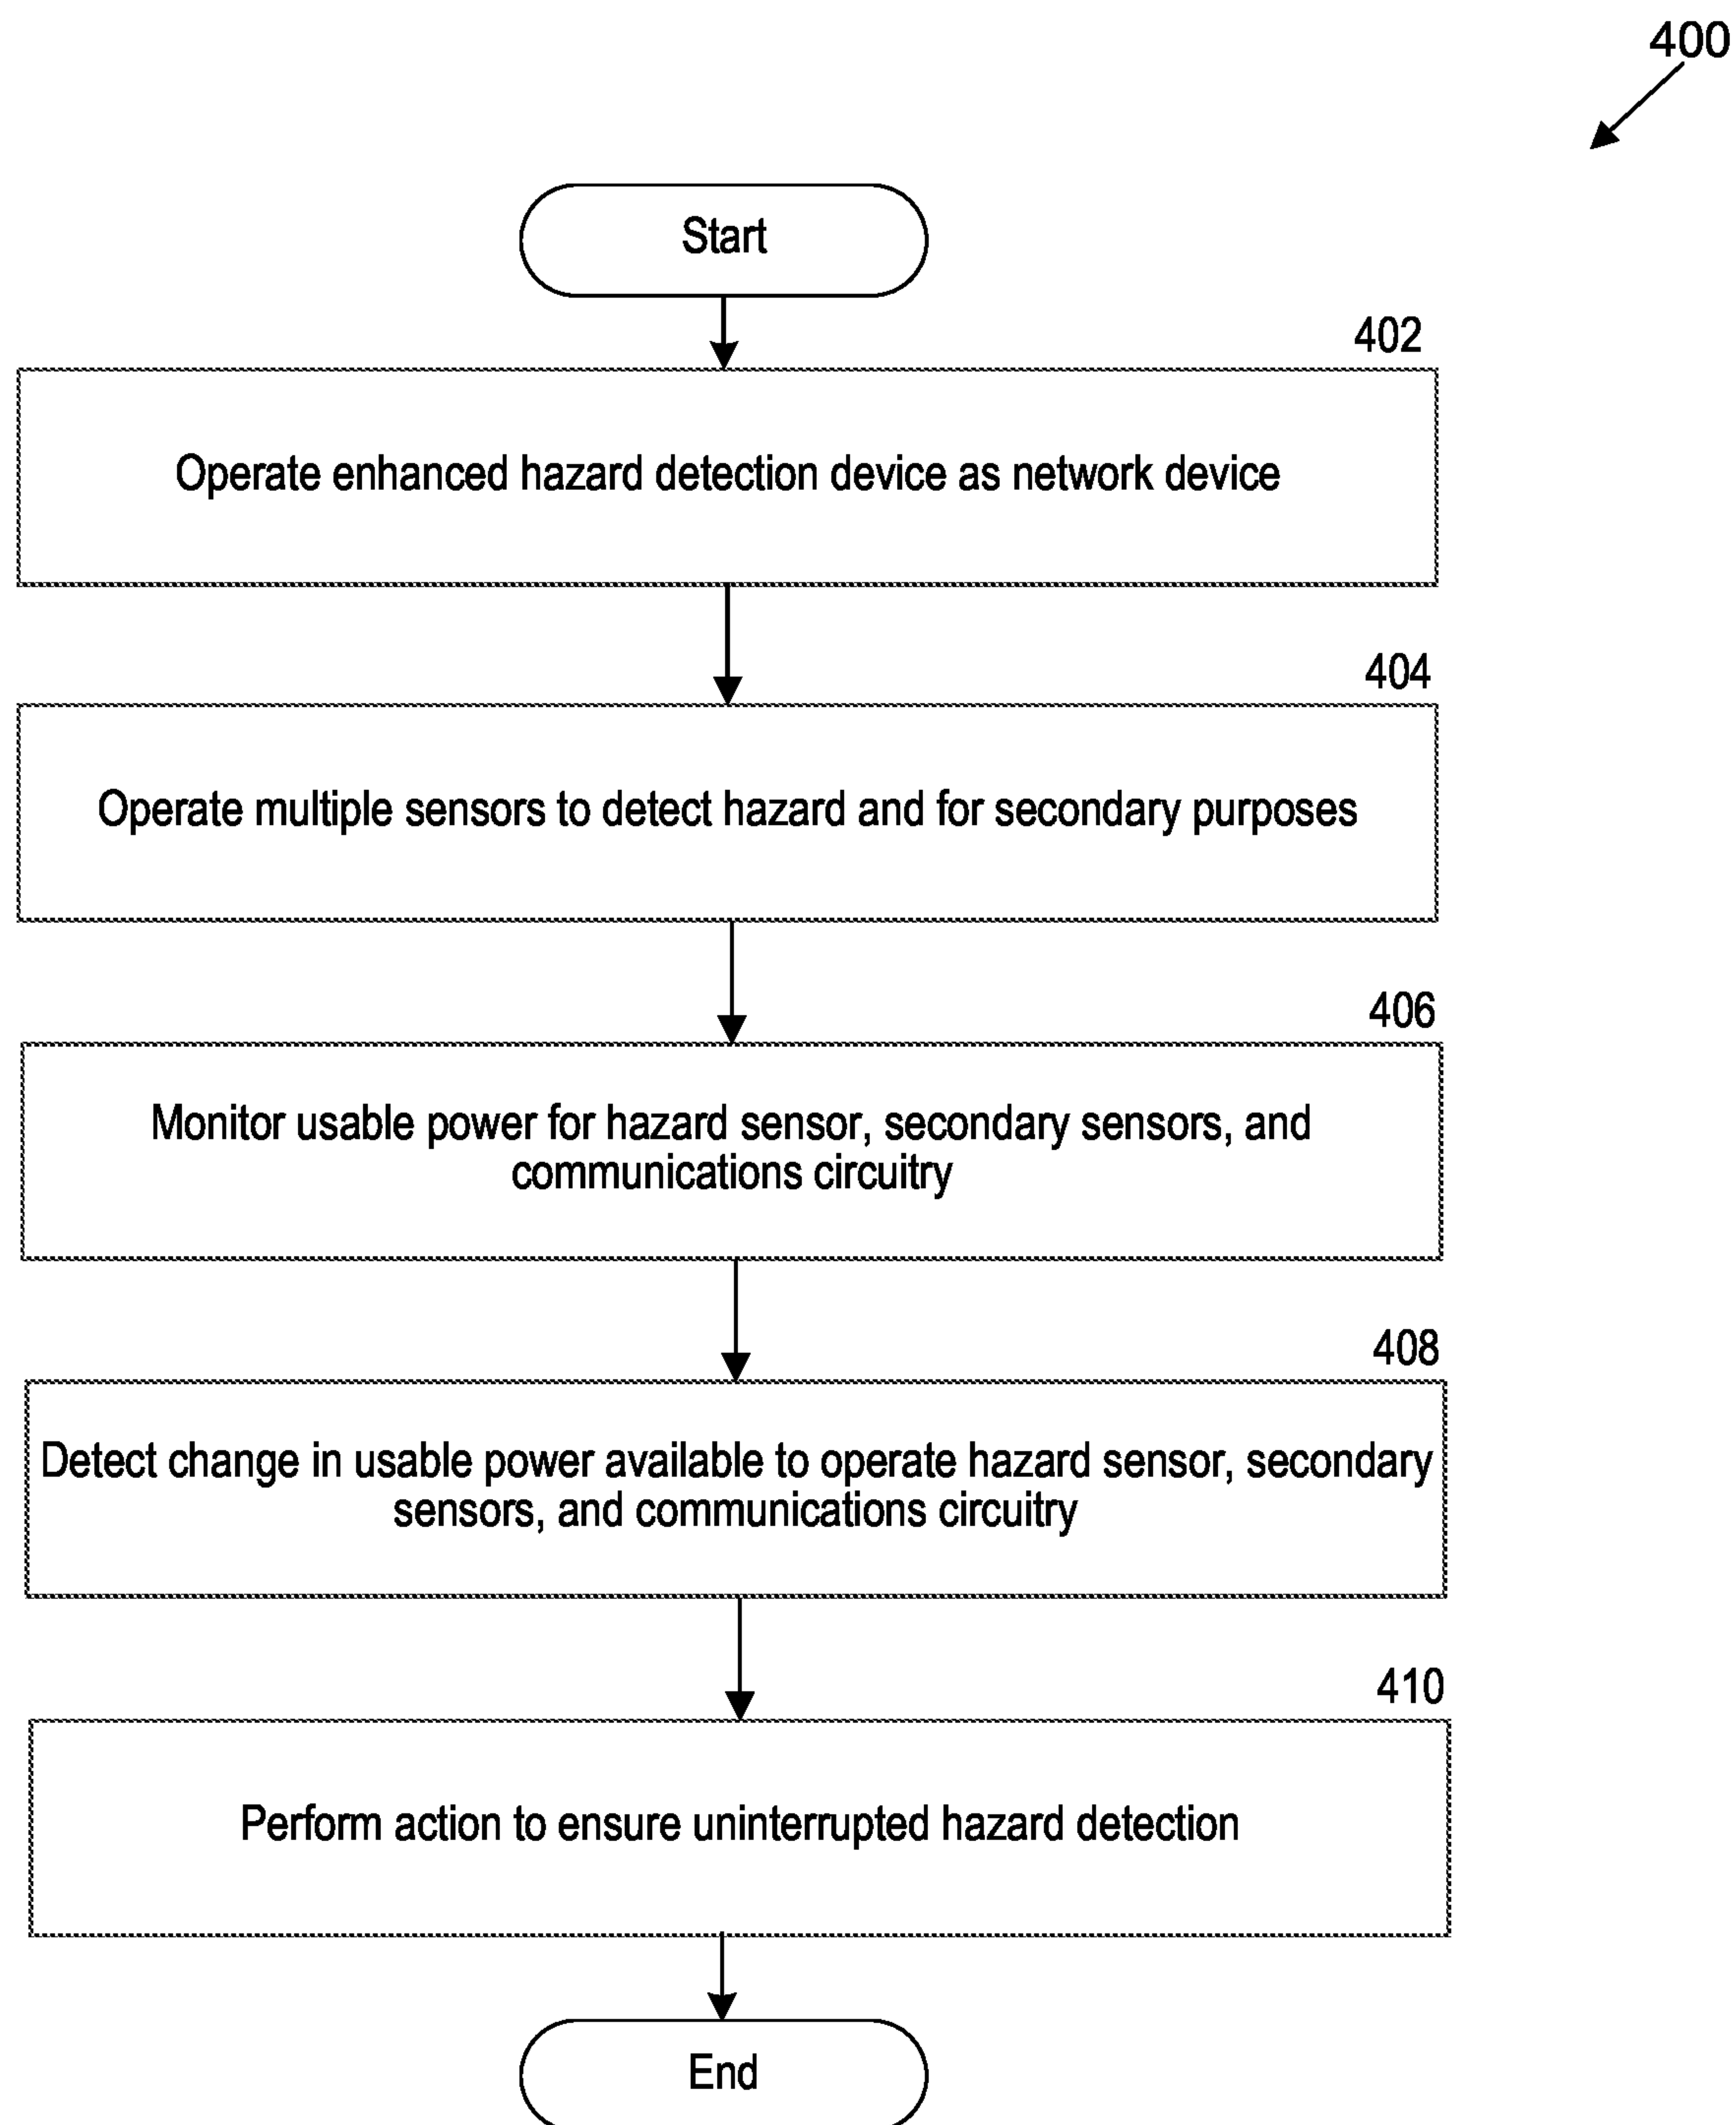 400
Start
402
Operate enhanced hazard detection device as network device
404
Operate multiple sensors to detect hazard and for secondary purposes
406
Monitor usable power for hazard sensor, secondary sensors, and
communications circuitry
408
Detect change in usable power available to operate hazard sensor, secondary
sensors, and communications circuitry
410
Perform action to ensure uninterrupted hazard detection
End